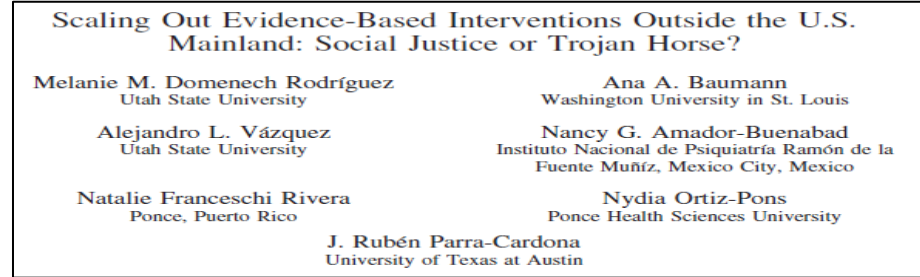 Scaling Out Evidence-Based Interventions Outside the U.S.
Mainland: Social Justice or Trojan Horse?
Melanie M. Domenech Rodríguez
Utah State University
Ana A. Baumann
Washington University in St. Louis
Alejandro L. Vázquez
Utah State University
Nancy G. Amador-Buenabad
Instituto Nacional de Psiquiatría Ramón de la
Fuente Muñíz, Mexico City, Mexico
Natalie Franceschi Rivera
Ponce, Puerto Rico
Nydia Ortiz-Pons
Ponce Health Sciences University
J. Rubén Parra-Cardona
University of Texas at Austin